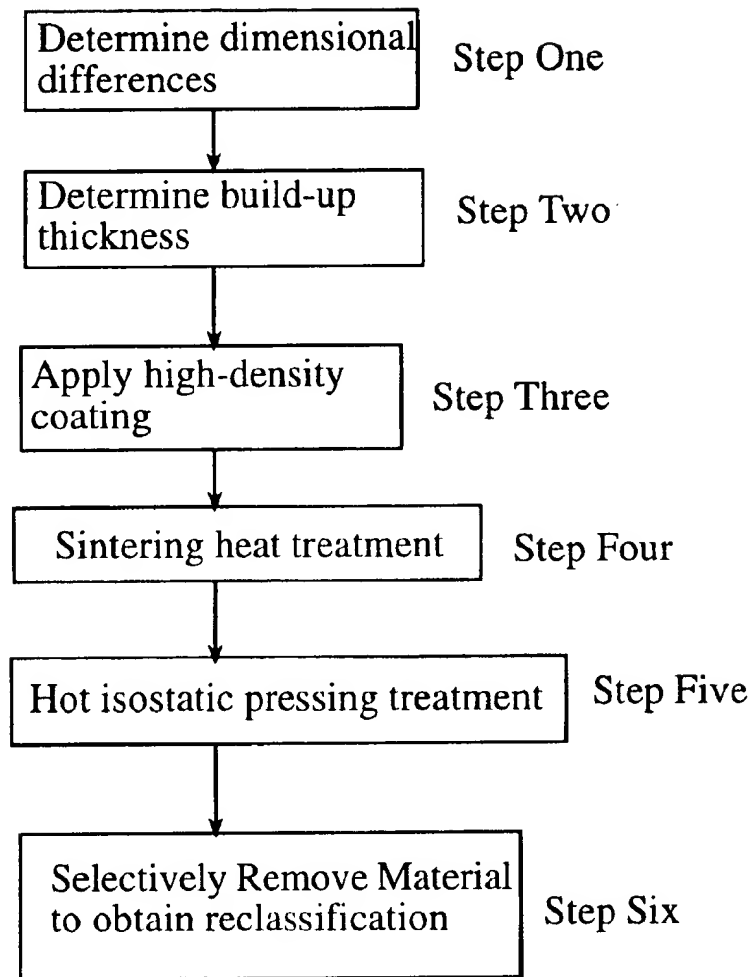 Determine dimensional
differences
Step One
Determine build-up
thickness
Step Two
Apply high-density
coating
Step Three
Sintering heat treatment
Step Four
Hot isostatic pressing treatment
Step Five
Selectively Remove Material
to obtain reclassification
Step Six